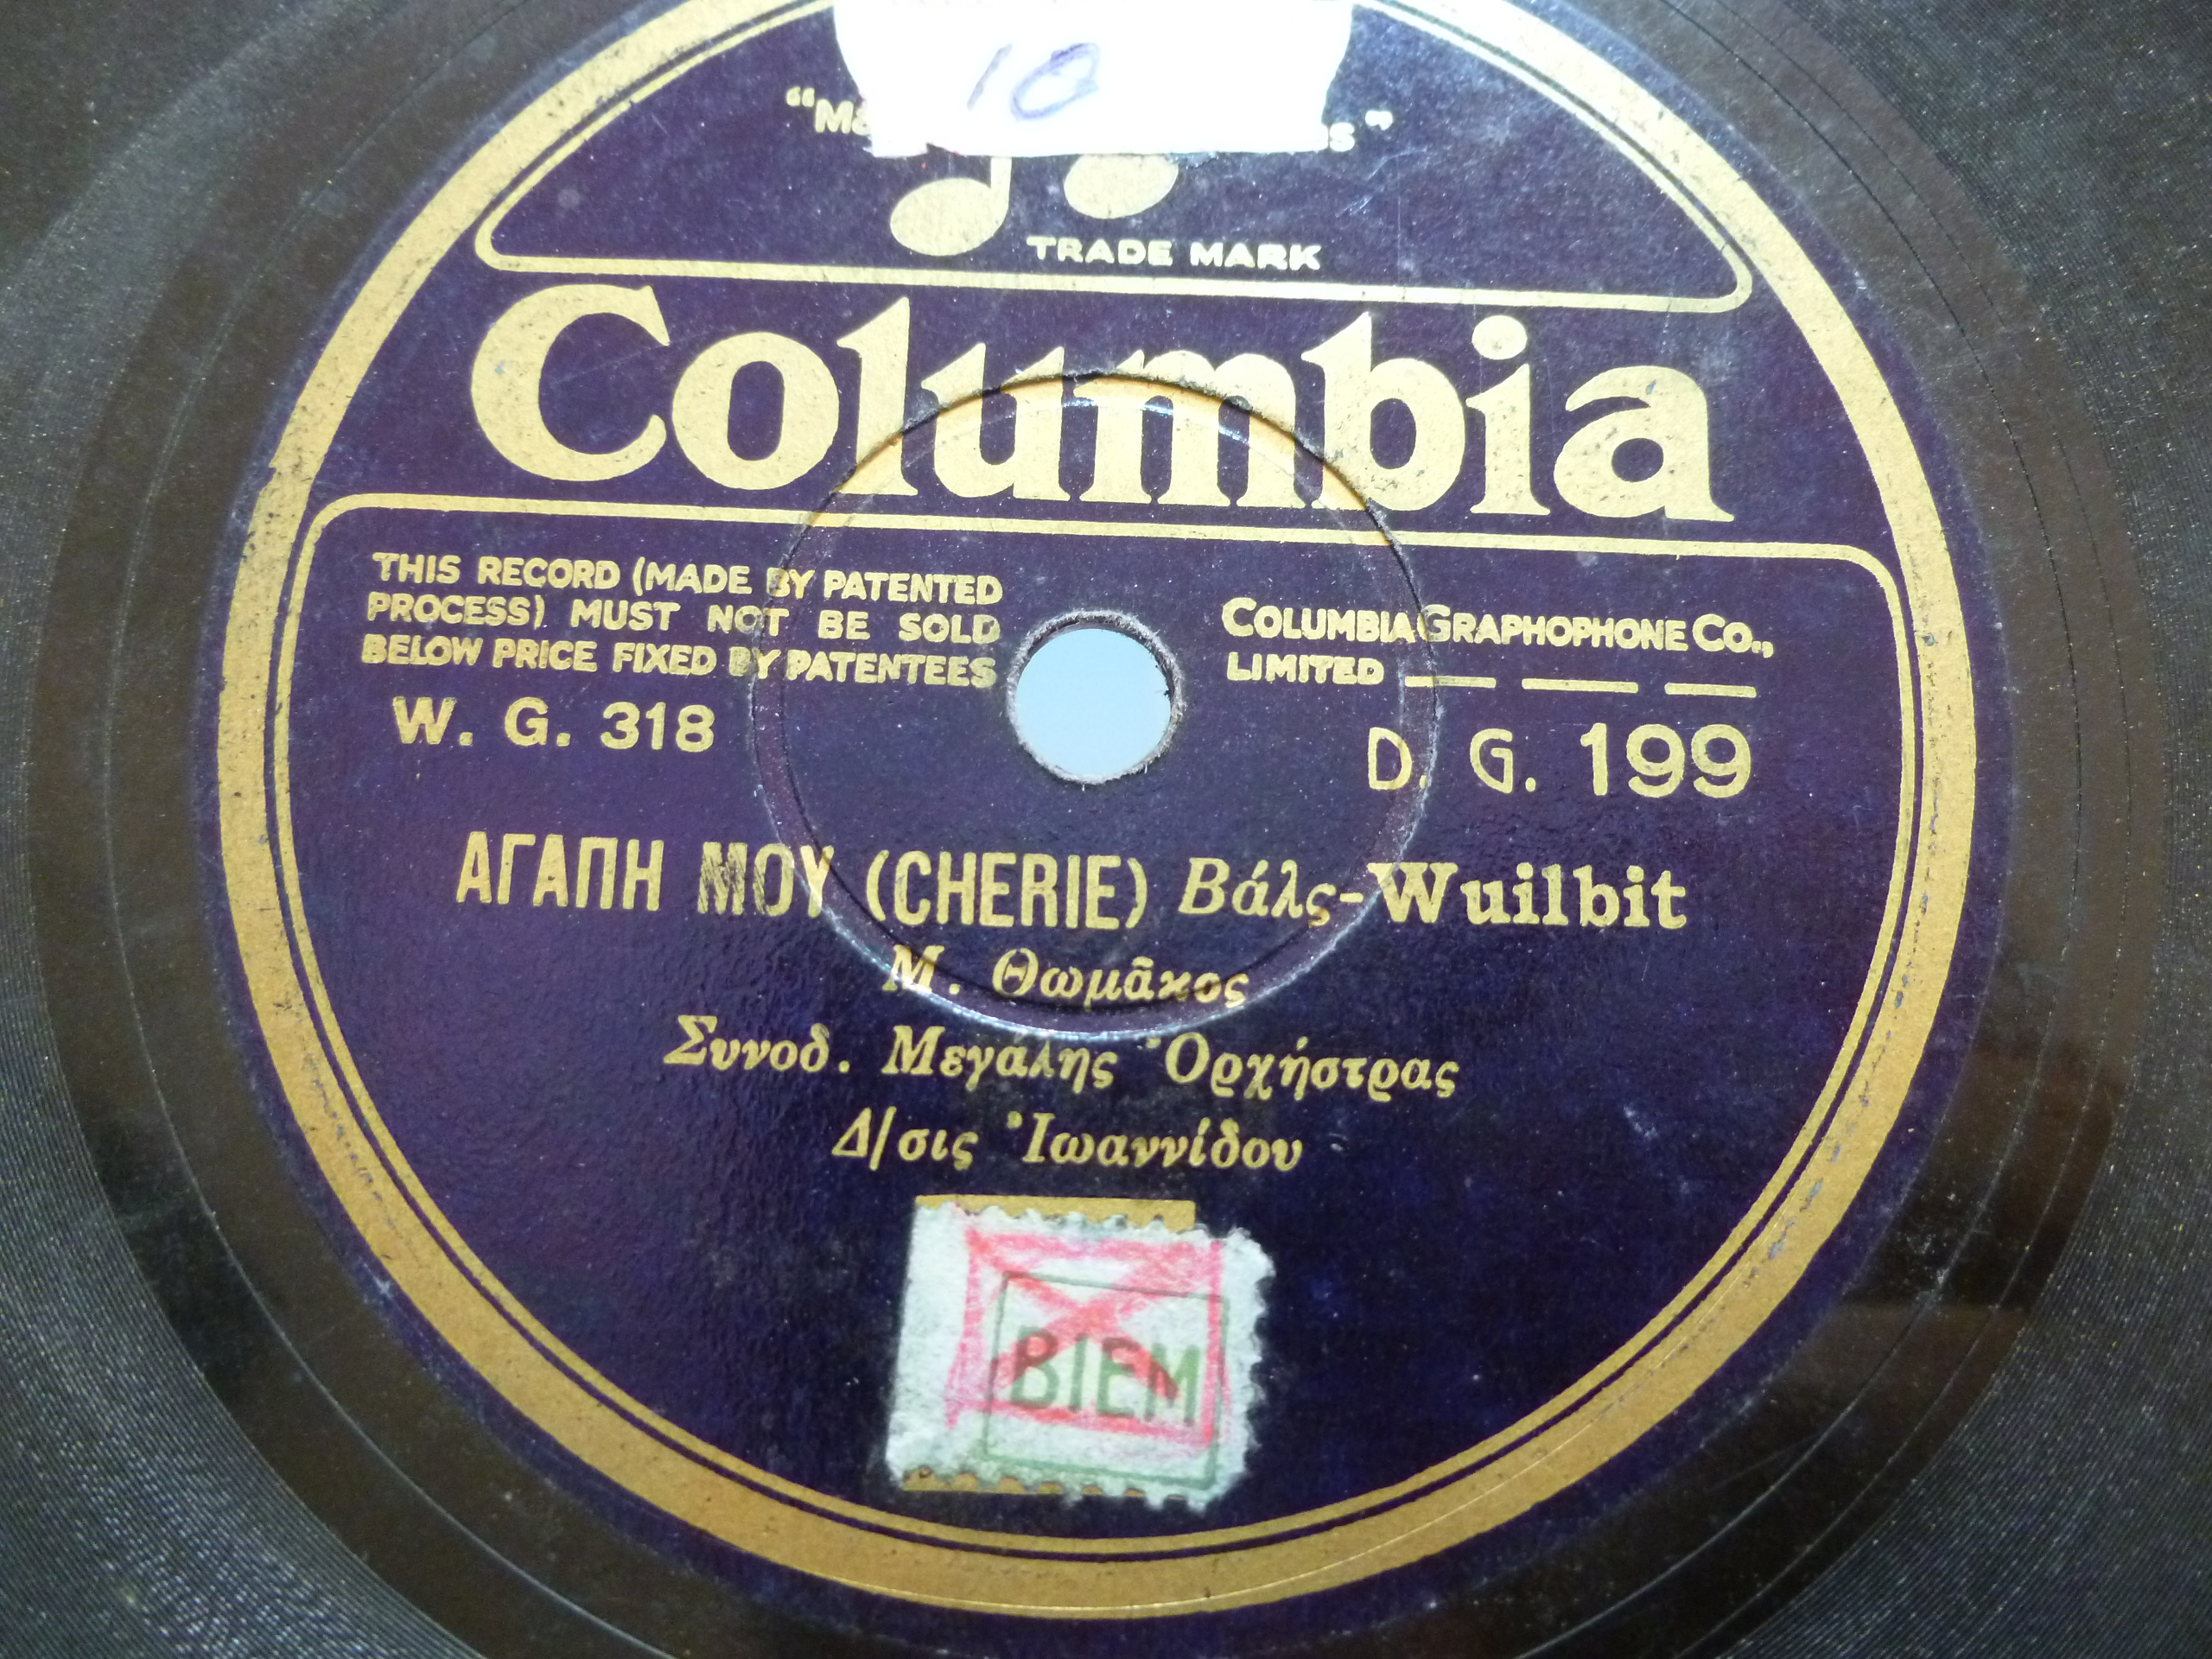 10
TRADE MARK
Columbia
THIS RECORD (MADE BY PATENTED
PROCESS) MUST NOT BE SOLD
BELOW PRICE FIXED BY PATENTEES
COLUMBIA GRAPHOPHONE CO.,
LIMITED
W. G. 318
D. G. 199
ΑΓΑΠΗ ΜΟΥ (CHERIE) Βάλς-Wuilbit
Μ. Θωμᾶκος
Συνοδ. Μεγάλης Ὀρχήστρας
Δ/σις Ἰωαννίδου
BIEM